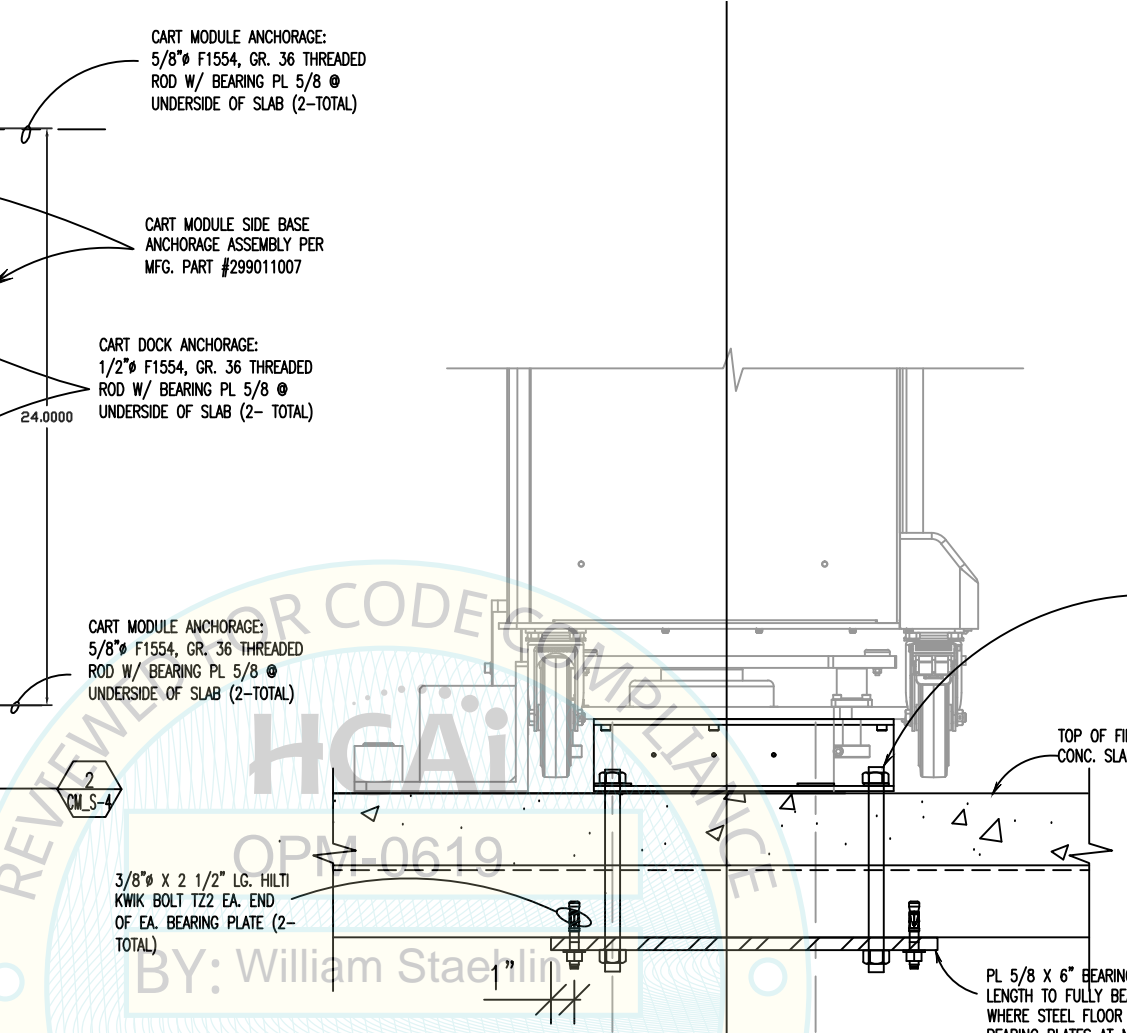 CART MODULE ANCHORAGE:
5/8"ø F1554, GR. 36 THREADED
ROD W/ BEARING PL 5/8 @
UNDERSIDE OF SLAB (2-TOTAL)
CART MODULE SIDE BASE
ANCHORAGE ASSEMBLY PER
MFG. PART #299011007
CART DOCK ANCHORAGE:
1/2"ø F1554, GR. 36 THREADED
ROD W/ BEARING PL 5/8 @
UNDERSIDE OF SLAB (2- TOTAL)
24.0000
CART MODULE ANCHORAGE:
5/8"ø F1554, GR. 36 THREADED
ROD W/ BEARING PL 5/8 @
UNDERSIDE OF SLAB (2-TOTAL)
REVIEWED FOR CODE COMPLIANCE
HCAi
OPM-0619
BY: William Staehlin
2
CM_S-4
TOP OF
CONC.
3/8"ø X 2 1/2" LG. HILTI
KWIK BOLT TZ2 EA. END
OF EA. BEARING PLATE (2-
TOTAL)
1"
PL 5/8 X 6" BEARING
LENGTH TO FULLY
WHERE STEEL FLOOR
BEARING PLATES AT